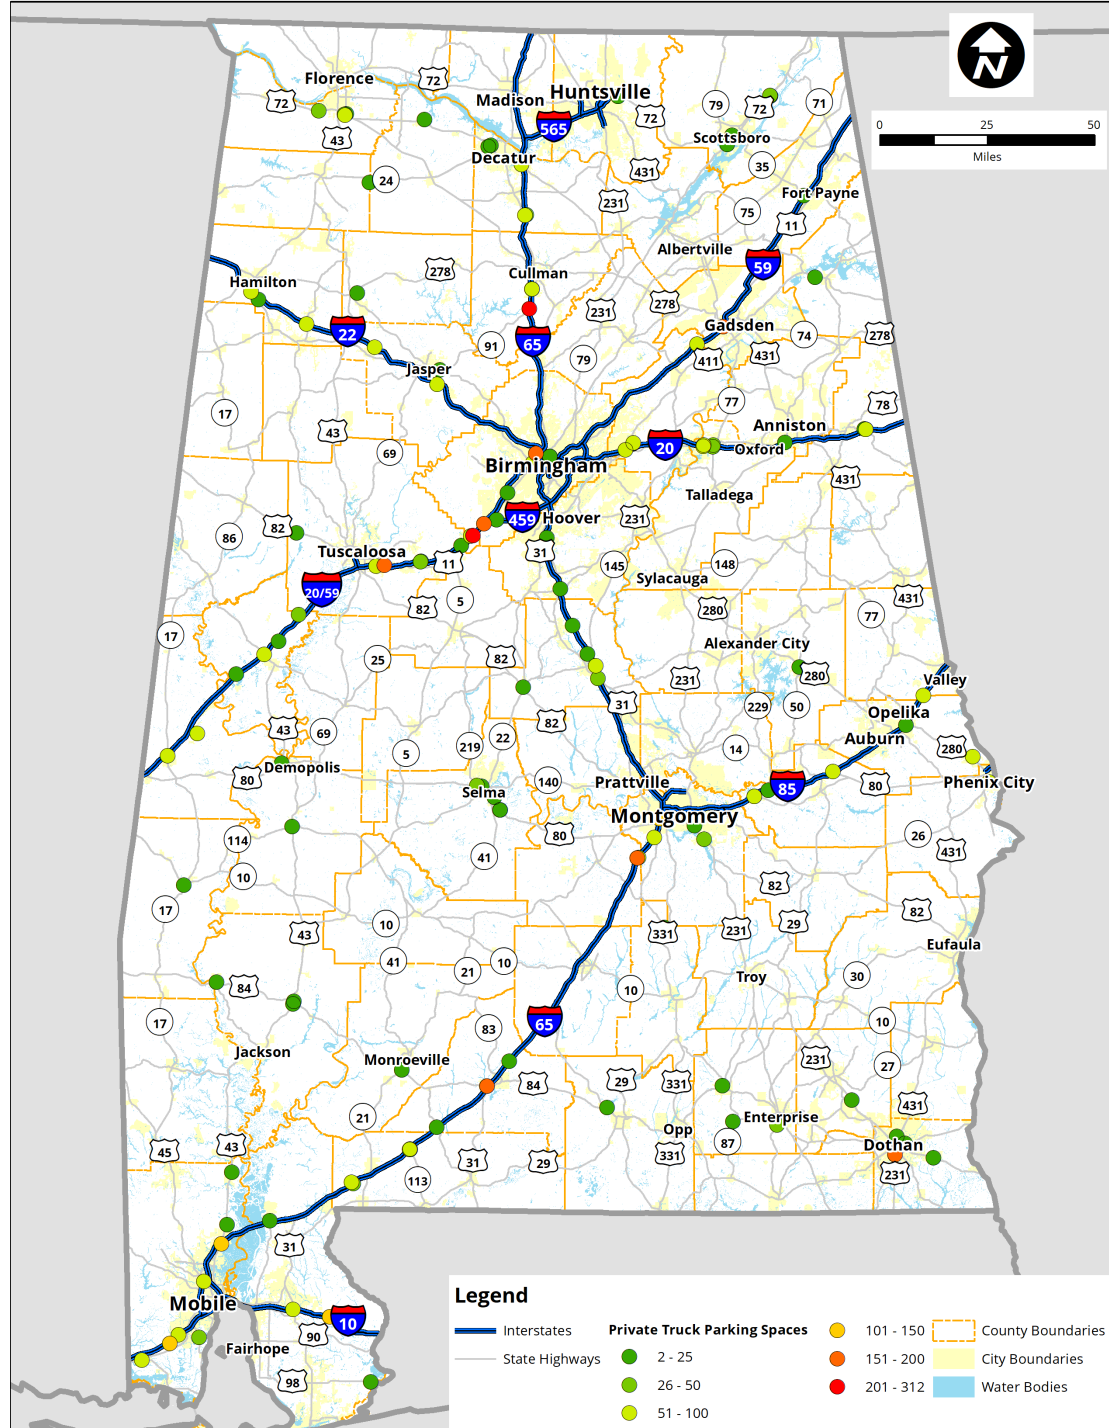 N
0 25 50
Miles
Florence
72
Madison
Huntsville
72
43
565
72
79
72
71
Scottsboro
Decatur
24
431
35
231
75
Fort Payne
11
Albertville
59
278
Cullman
Hamilton
231
278
22
65
Gadsden
91
79
411
431
74
278
Jasper
17
77
78
43
Anniston
69
20
Oxford
Birmingham
431
Talladega
459
Hoover
231
82
86
Tuscaloosa
31
11
145
148
Sylacauga
20/59
82
5
280
431
77
17
Alexander City
25
82
231
280
Valley
31
229
50
Opelika
43
69
82
Auburn
5
219
22
14
280
Demopolis
80
Selma
140
Prattville
85
80
Phenix City
Montgomery
114
80
26
431
41
10
82
17
82
43
10
331
231
29
Eufaula
41
21
10
84
Troy
30
10
17
65
10
83
Jackson
Monroeville
231
27
84
29
331
431
21
Enterprise
Opp
87
Dothan
45
43
31
29
331
113
231
31
Mobile
10
90
Fairhope
98
Legend
Interstates
State Highways
Private Truck Parking Spaces
2 - 25
26 - 50
51 - 100
101 - 150
151 - 200
201 - 312
County Boundaries
City Boundaries
Water Bodies